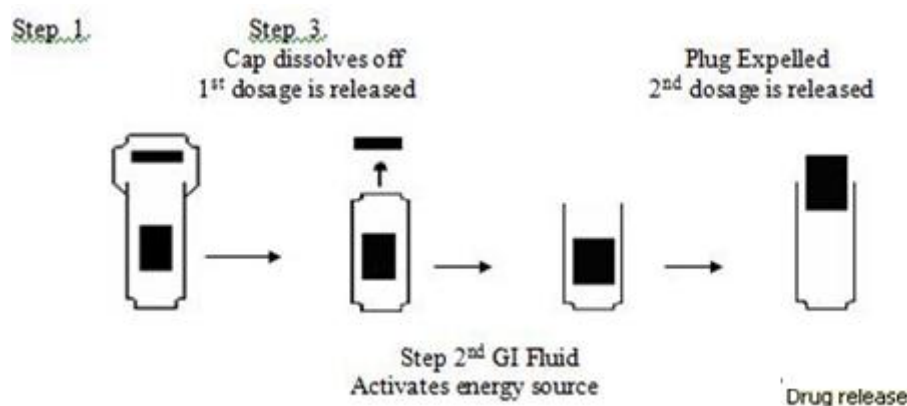 Step 1.
Step 3.
Cap dissolves off
1st dosage is released
Plug Expelled
2nd dosage is released
Step 2nd GI Fluid
Activates energy source
Drug release